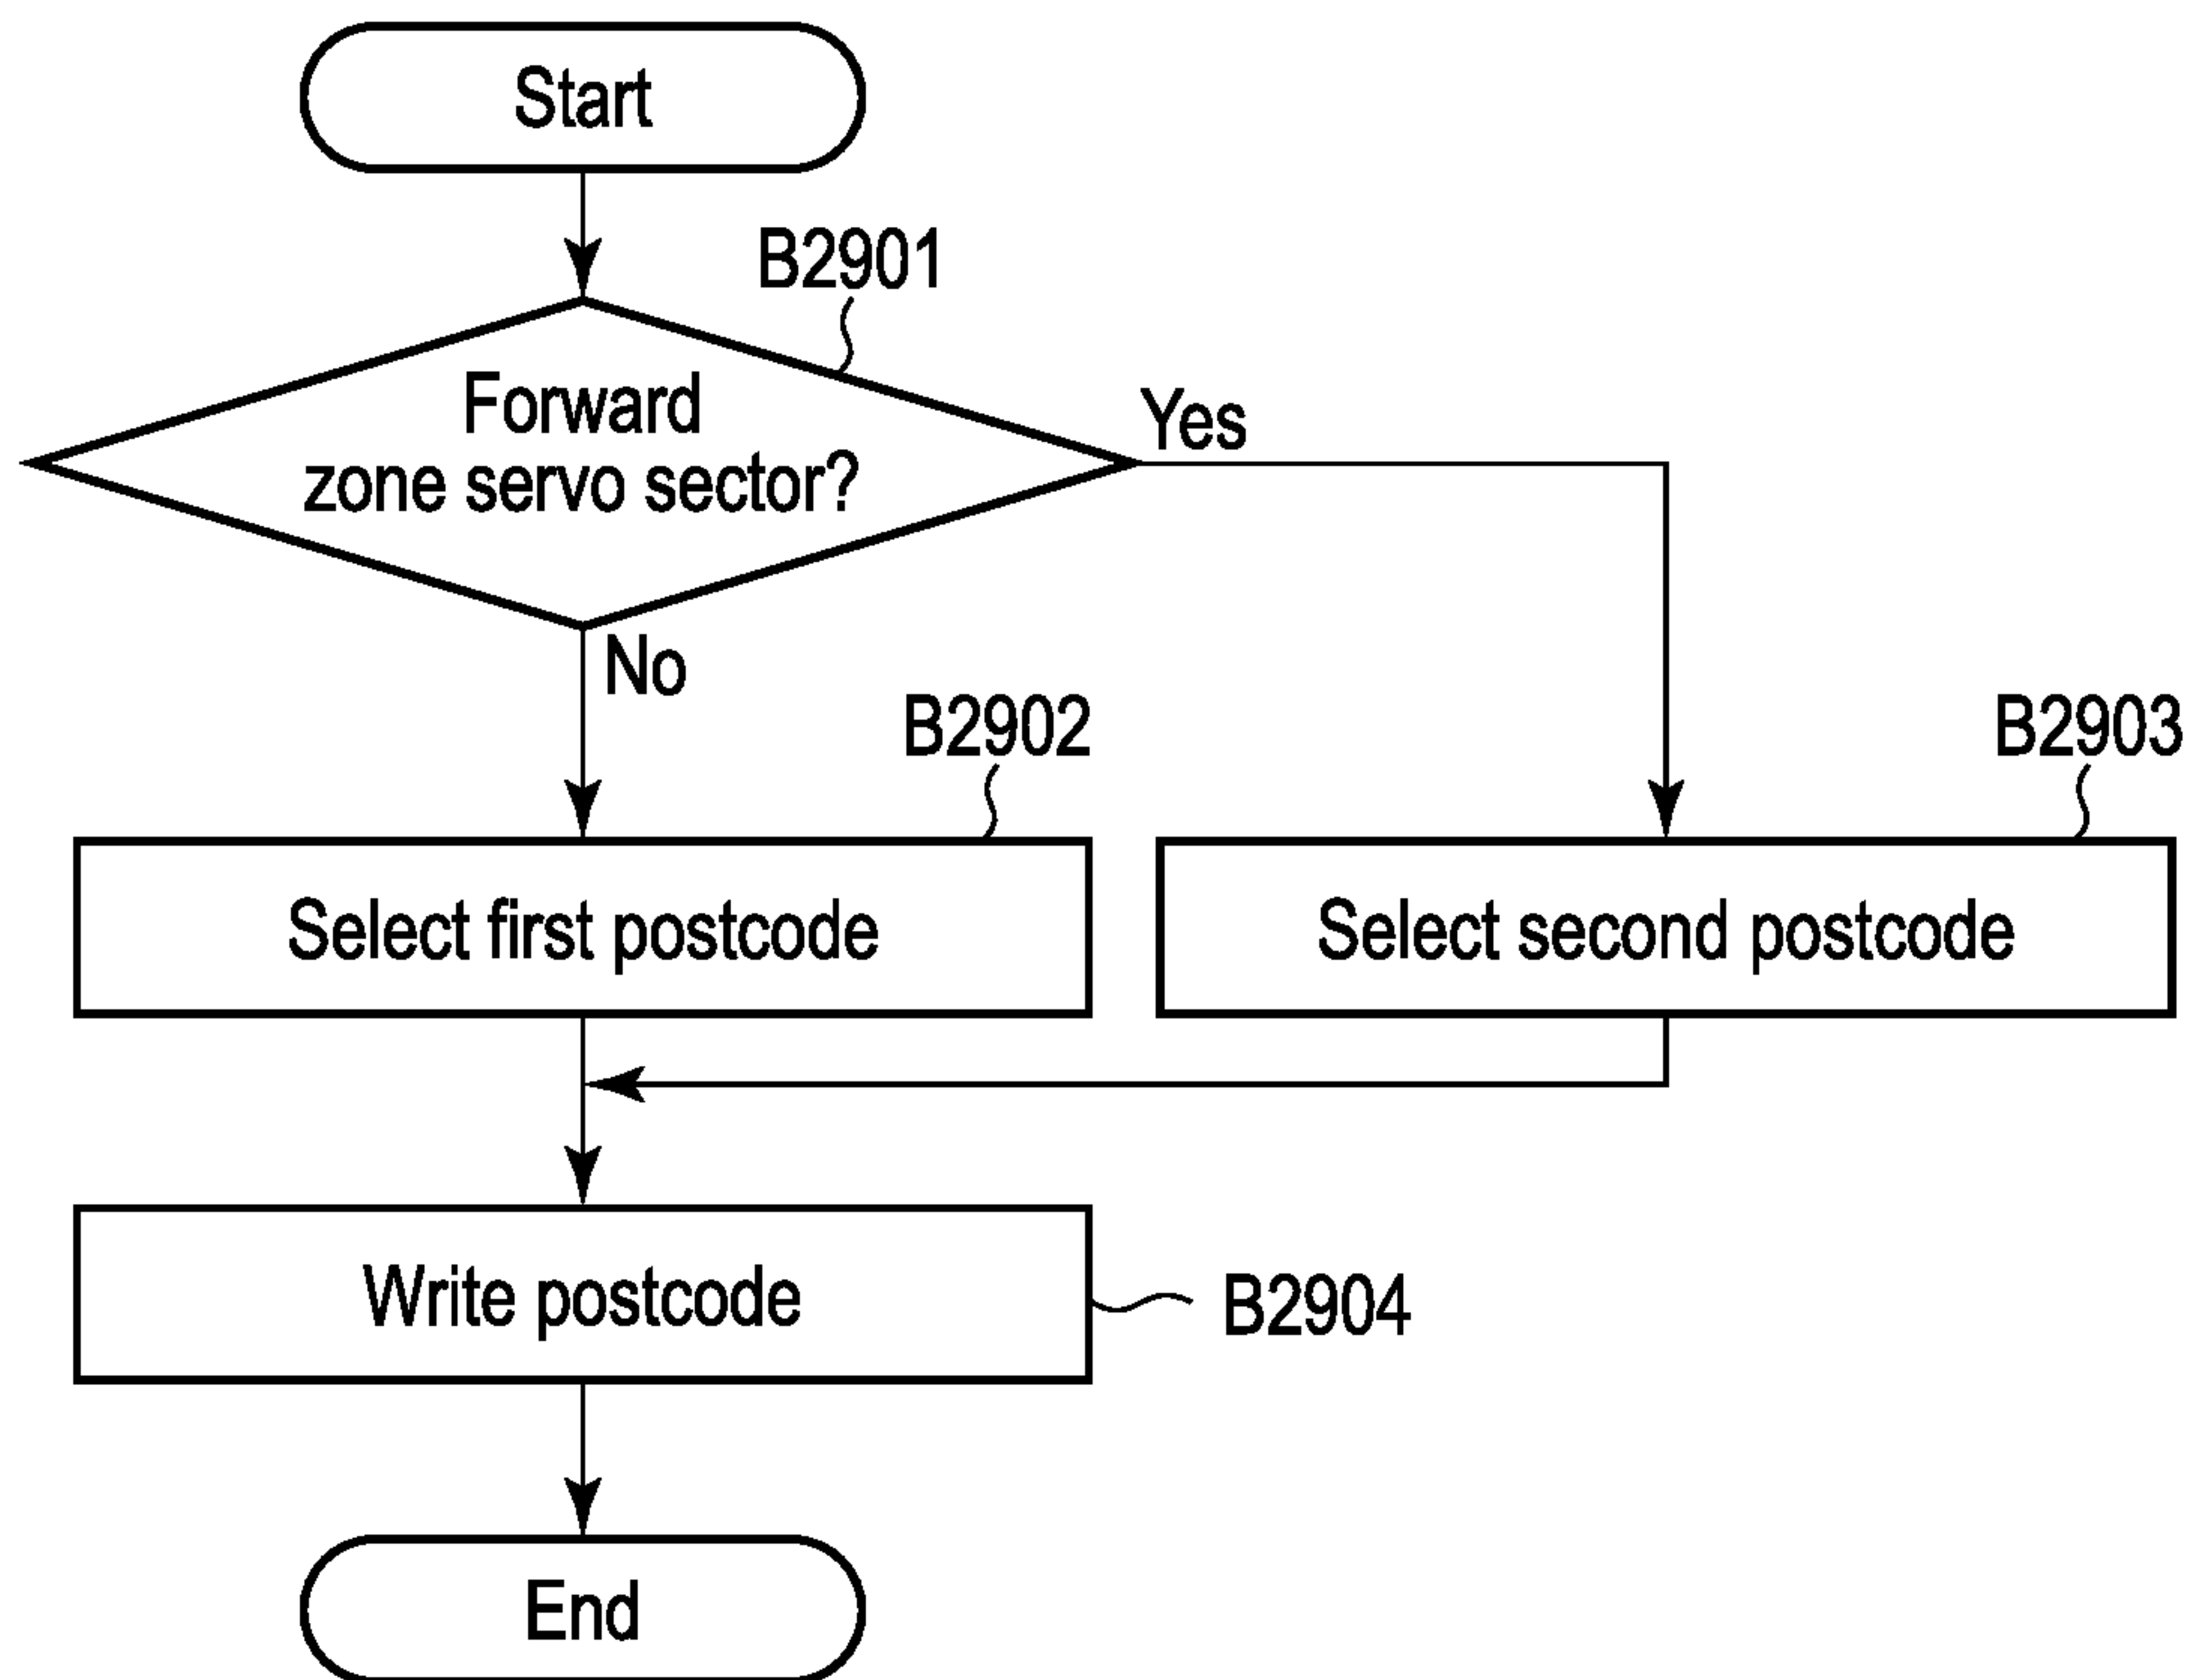 Start
B2901
Forward
zone servo sector?
Yes
No
B2902
B2903
Select first postcode
Select second postcode
Write postcode
B2904
End